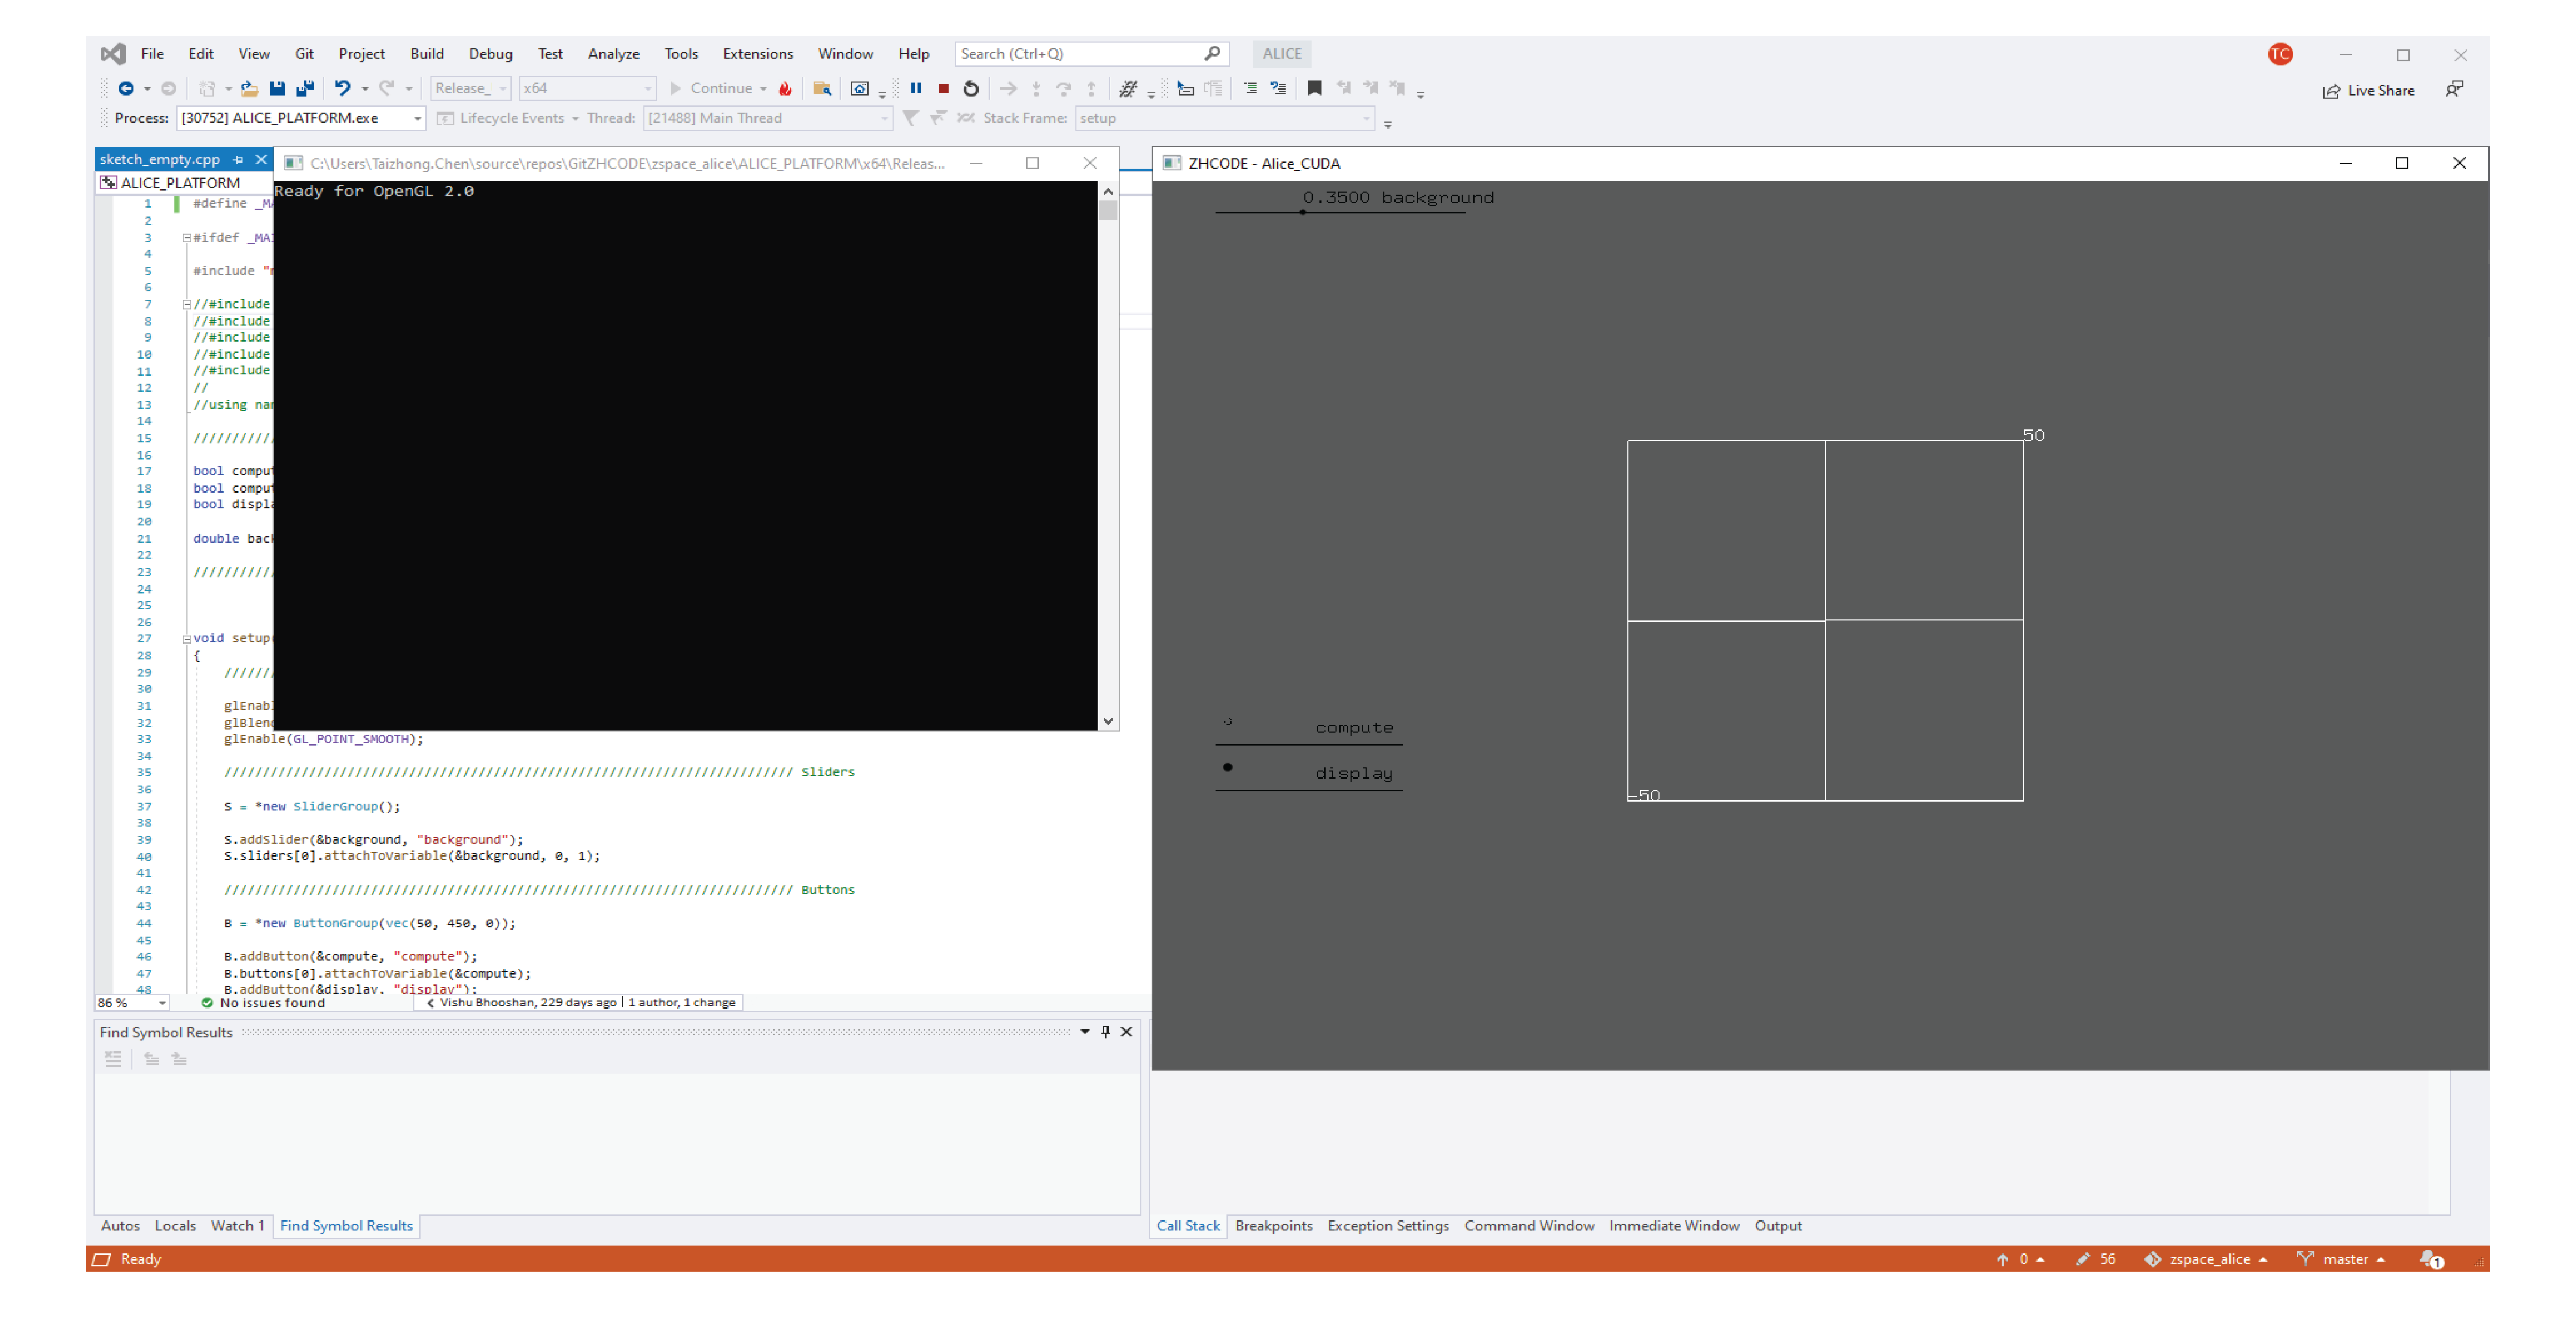 File Edit View Git Project Build Debug Test Analyze Tools Extensions Window Help Search (Ctrl+Q) ALICE TC
Release_ x64 Continue Live Share
Process: [30752] ALICE_PLATFORM.exe Lifecycle Events Thread: [21488] Main Thread Stack Frame: setup
sketch_empty.cpp
ALICE_PLATFORM
C:\Users\Taizhong.Chen\source\repos\GitZHCODE\zspace_alice\ALICE_PLATFORM\x64\Releas...
Ready for OpenGL 2.0
1 #define
2
3 #ifdef
4
5 #include
6
7 //#include
8 //#include
9 //#include
10 //#include
11 //#include
12 //
13 //using
14
15 //////////
16
17 bool
18 bool
19 bool
20
21 double
22
23 //////////
24
25
26
27 void setup
28 {
29 //////
30
31
32
33 glEnable(GL_POINT_SMOOTH);
34
35 ////////////////////////////////////////////////////////////////////////// Sliders
36
37 S = *new SliderGroup();
38
39 S.addSlider(&background, "background");
40 S.sliders[0].attachToVariable(&background, 0, 1);
41
42 ////////////////////////////////////////////////////////////////////////// Buttons
43
44 B = *new ButtonGroup(vec(50, 450, 0));
45
46 B.addButton(&compute, "compute");
47 B.buttons[0].attachToVariable(&compute);
48 B.addButton(&display, "display");
86 % No issues found Vishu Bhooshan, 229 days ago | 1 author, 1 change
Find Symbol Results
Autos Locals Watch 1 Find Symbol Results
ZHCODE - Alice_CUDA
0.3500 background
50
compute
display
-50
Call Stack Breakpoints Exception Settings Command Window Immediate Window Output
Ready 0 56 zspace_alice master 1